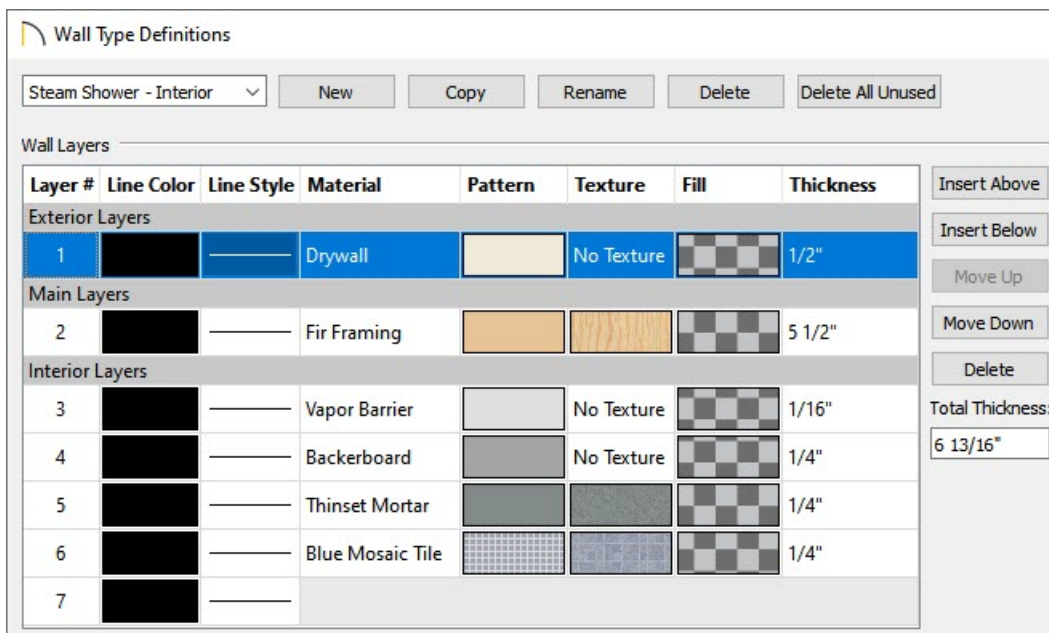 Wall Type Definitions
Steam Shower - Interior New Copy Rename Delete Delete All Unused
Wall Layers
Layer # Line Color Line Style Material Pattern Texture Fill Thickness
Exterior Layers
1 Drywall No Texture 1/2"
Main Layers
2 Fir Framing 5 1/2"
Interior Layers
3 Vapor Barrier No Texture 1/16"
4 Backerboard No Texture 1/4"
5 Thinset Mortar 1/4"
6 Blue Mosaic Tile 1/4"
7
Insert Above
Insert Below
Move Up
Move Down
Delete
Total Thickness:
6 13/16"